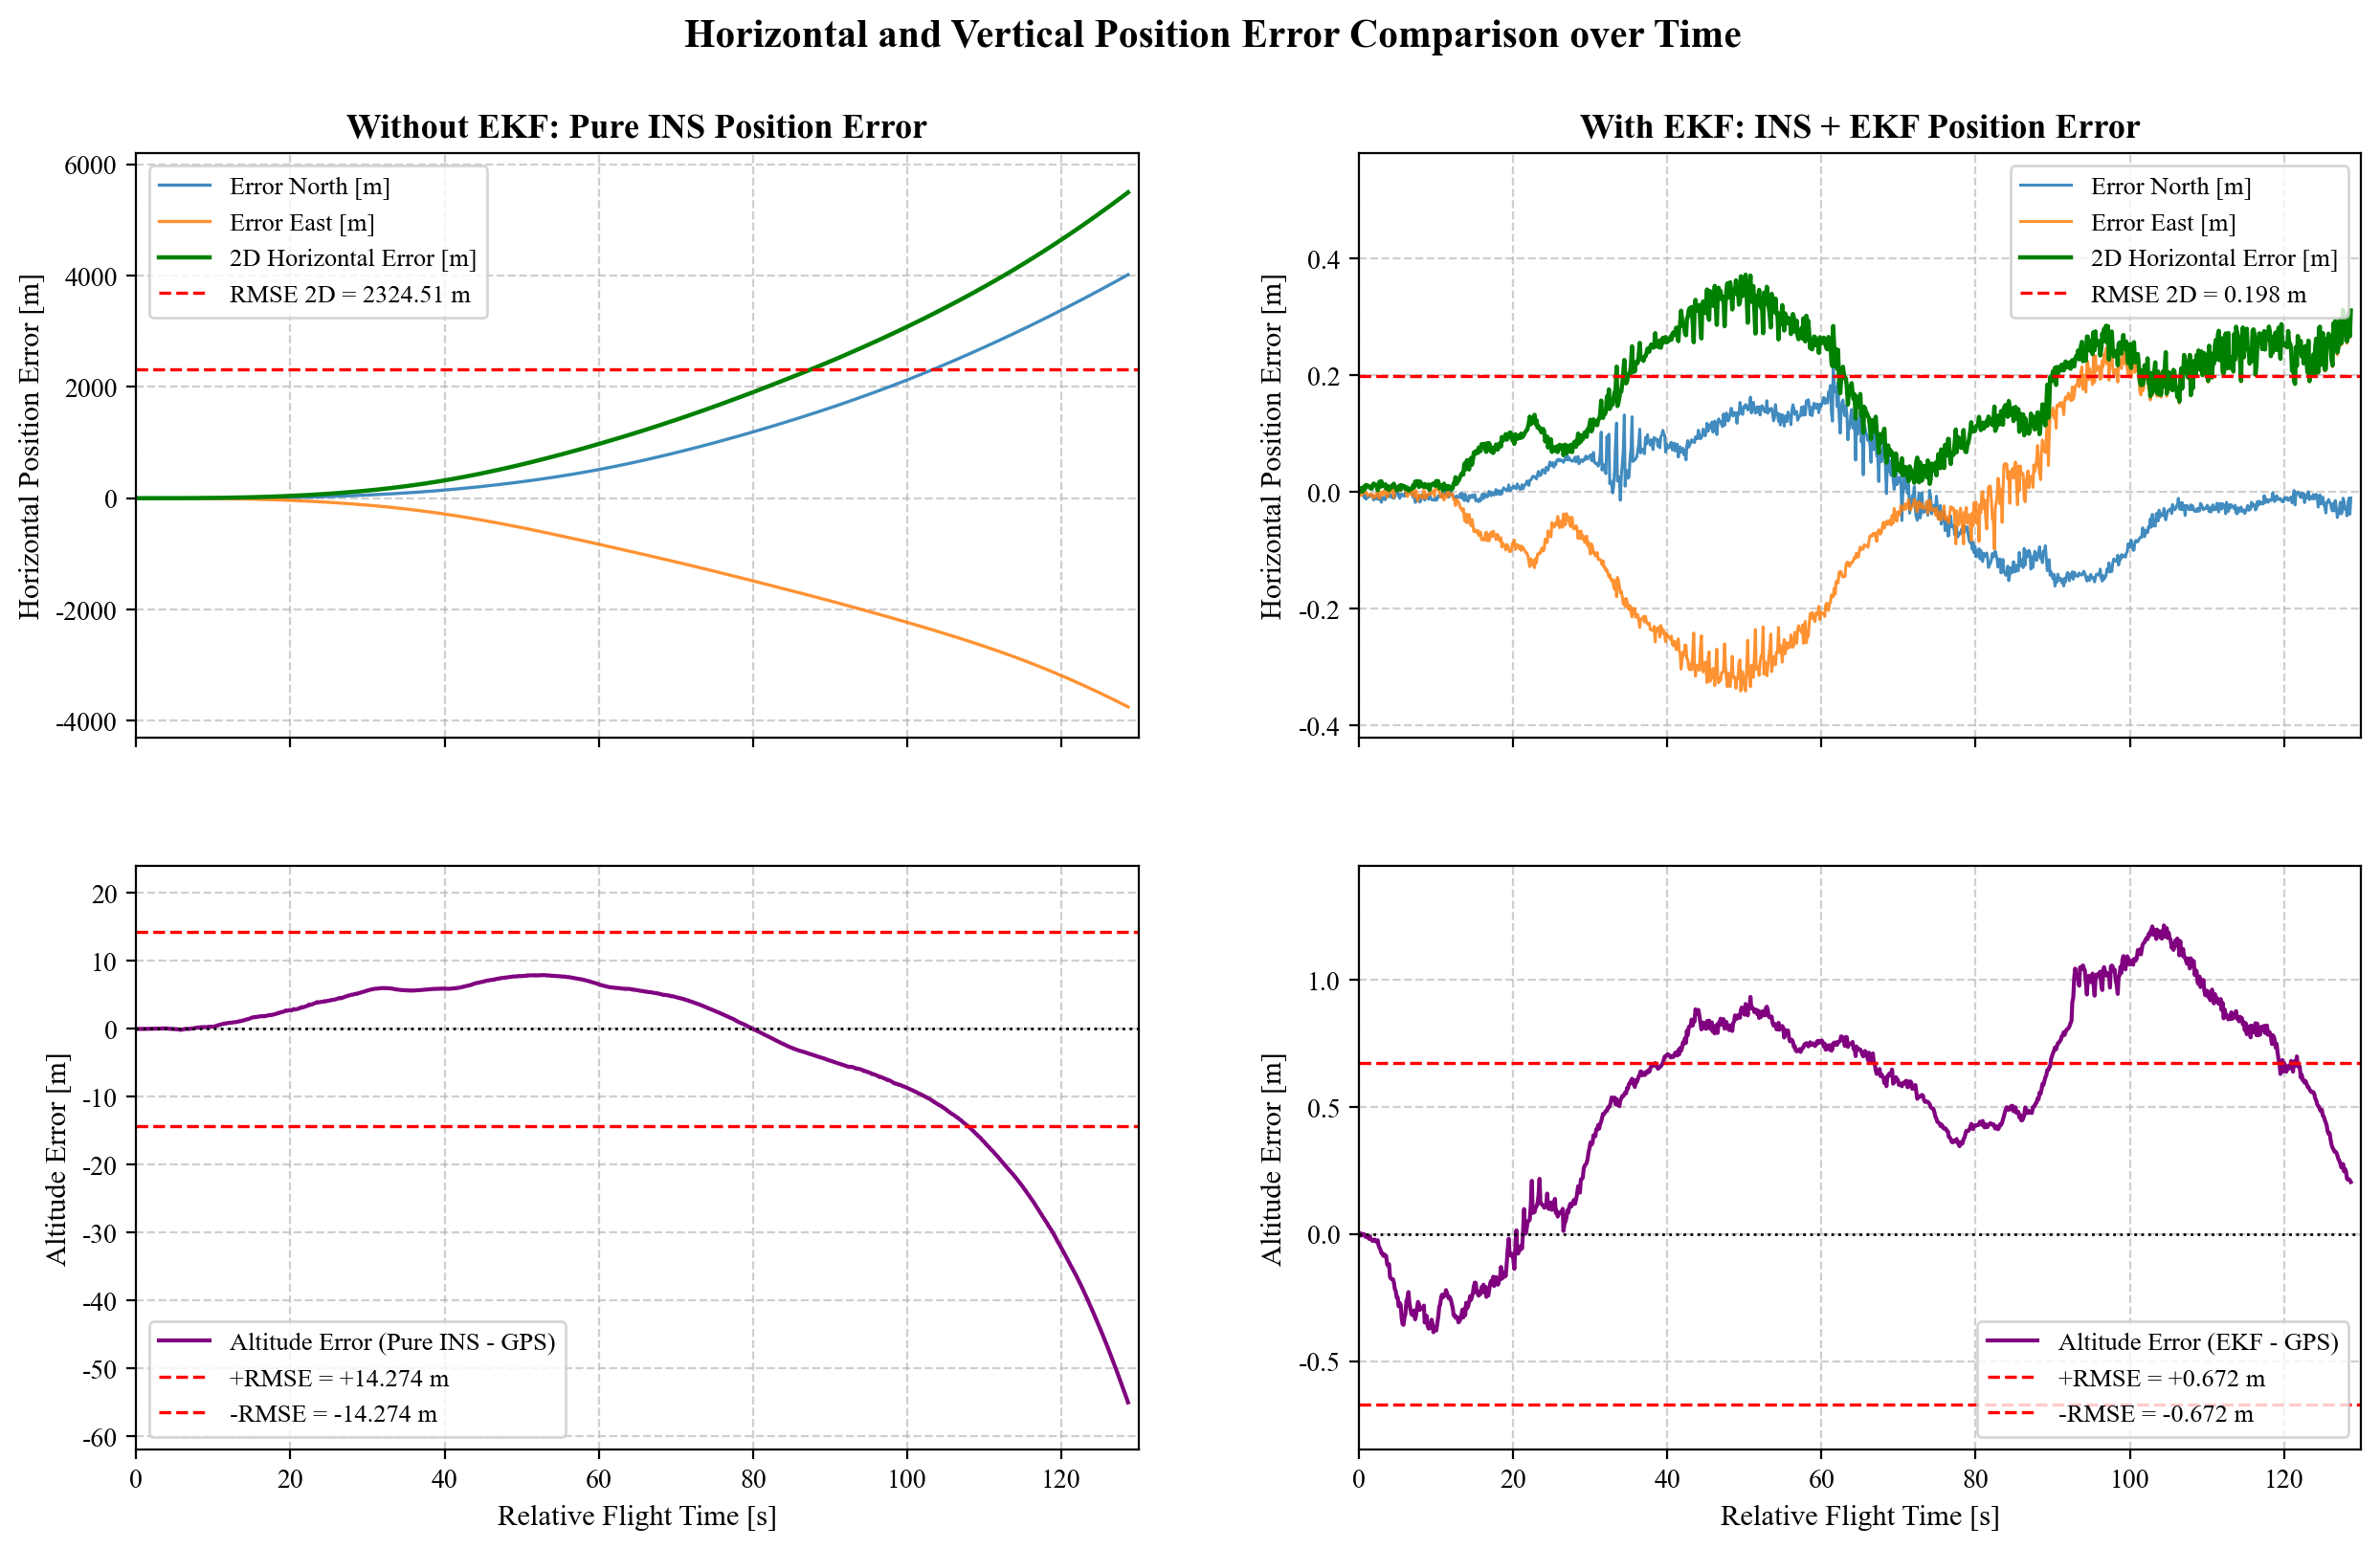 Horizontal and Vertical Position Error Comparison over Time
Without EKF: Pure INS Position Error
Horizontal Position Error [m]
6000
4000
2000
0
-2000
-4000
Error North [m]
Error East [m]
2D Horizontal Error [m]
RMSE 2D = 2324.51 m
With EKF: INS + EKF Position Error
Horizontal Position Error [m]
0.4
0.2
0.0
-0.2
-0.4
Error North [m]
Error East [m]
2D Horizontal Error [m]
RMSE 2D = 0.198 m
Altitude Error [m]
20
10
0
-10
-20
-30
-40
-50
-60
Altitude Error (Pure INS - GPS)
+RMSE = +14.274 m
-RMSE = -14.274 m
0 20 40 60 80 100 120
Relative Flight Time [s]
Altitude Error [m]
1.0
0.5
0.0
-0.5
Altitude Error (EKF - GPS)
+RMSE = +0.672 m
-RMSE = -0.672 m
0 20 40 60 80 100 120
Relative Flight Time [s]